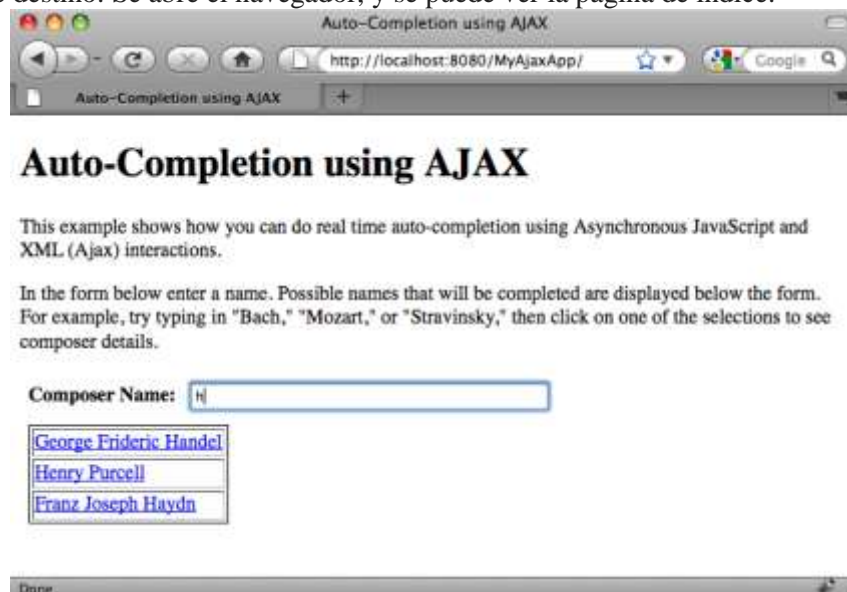 destino. Se abre el navegador, y se puede ver la página de índice.
Auto-Completion using AJAX
http://localhost:8080/MyAjaxApp/
Google
Auto-Completion using AJAX
+
Auto-Completion using AJAX
This example shows how you can do real time auto-completion using Asynchronous JavaScript and
XML (Ajax) interactions.
In the form below enter a name. Possible names that will be completed are displayed below the form.
For example, try typing in "Bach," "Mozart," or "Stravinsky," then click on one of the selections to see
composer details.
Composer Name: H
George Frideric Handel
Henry Purcell
Franz Joseph Haydn
Done